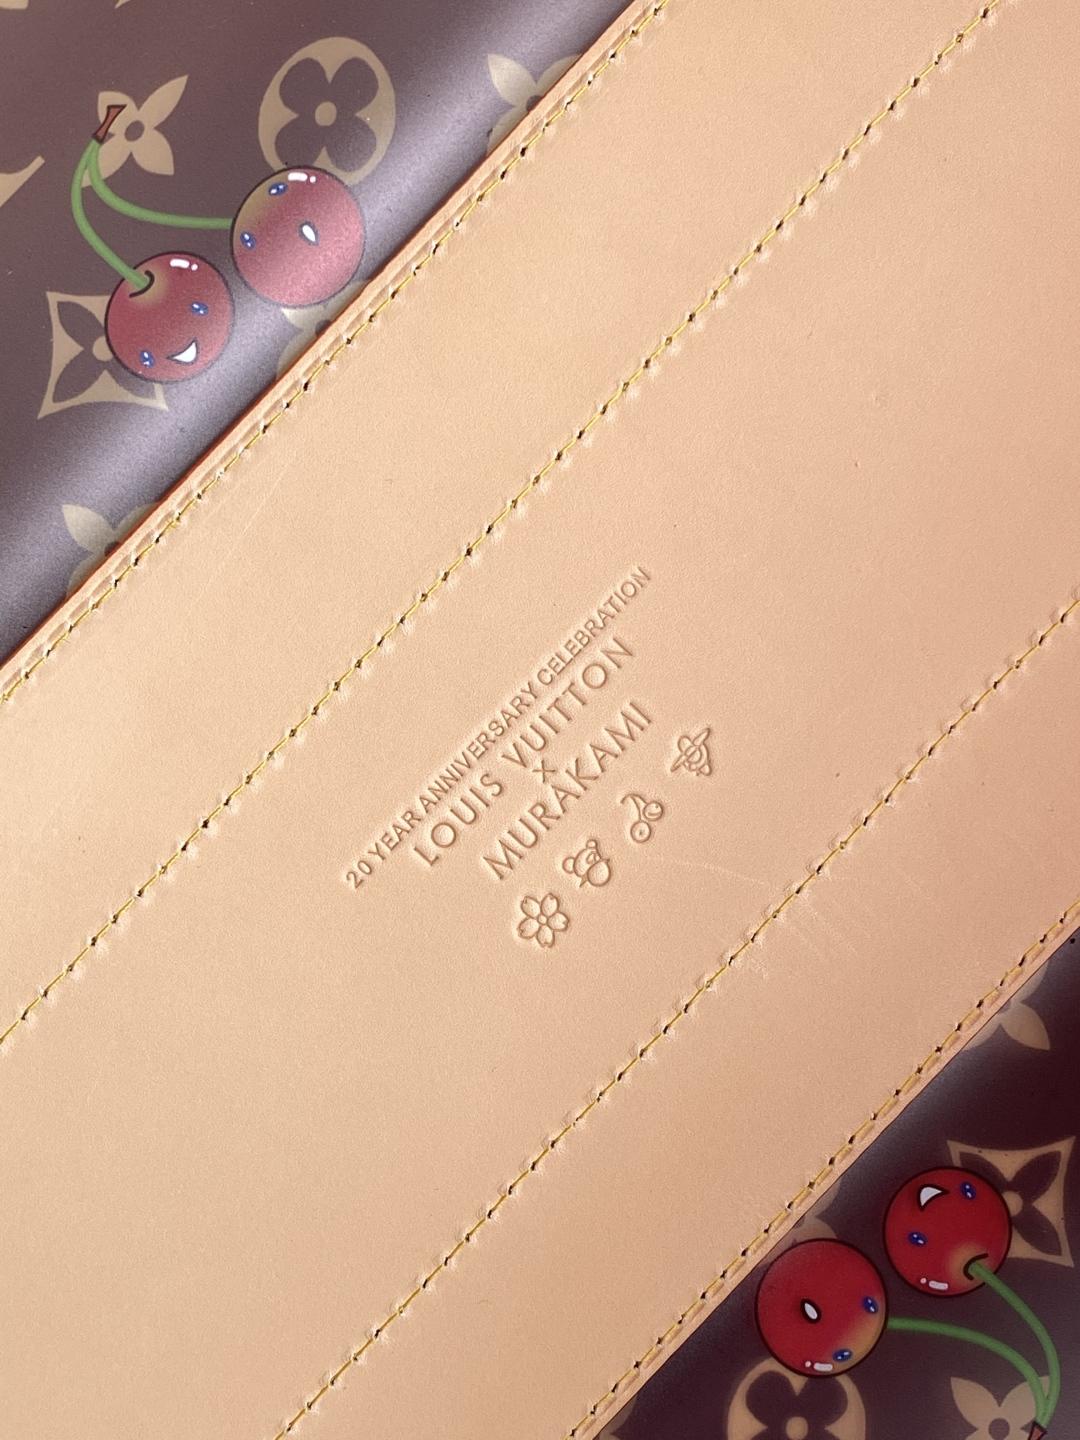 20 YEAR ANNIVERSARY CELEBRATION
LOUIS VUITTON
×
MURAKAMI